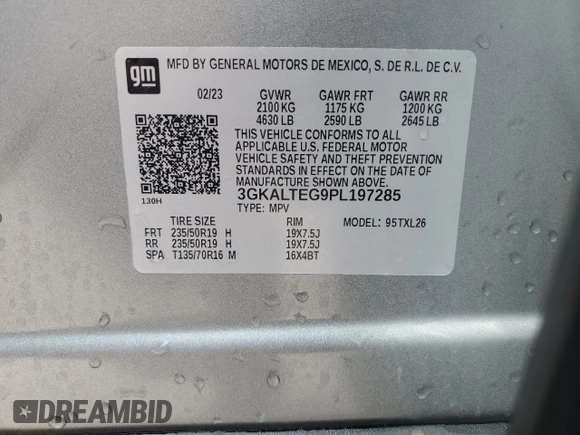 gm
MFD BY GENERAL MOTORS DE MEXICO, S. DE R.L. DE C.V.
02/23 GVWR GAWR FRT GAWR RR
2100 KG 1175 KG 1200 KG
4630 LB 2590 LB 2645 LB
THIS VEHICLE CONFORMS TO ALL
APPLICABLE U.S. FEDERAL MOTOR
VEHICLE SAFETY AND THEFT PREVENTION
STANDARDS IN EFFECT ON THE DATE OF
MANUFACTURE SHOWN ABOVE.
130H 3GKALTEG9PL197285
TYPE: MPV
TIRE SIZE RIM MODEL: 95TXL26
FRT 235/50R19 H 19X7.5J
RR 235/50R19 H 19X7.5J
SPA T135/70R16 M 16X4BT
DREAMBID